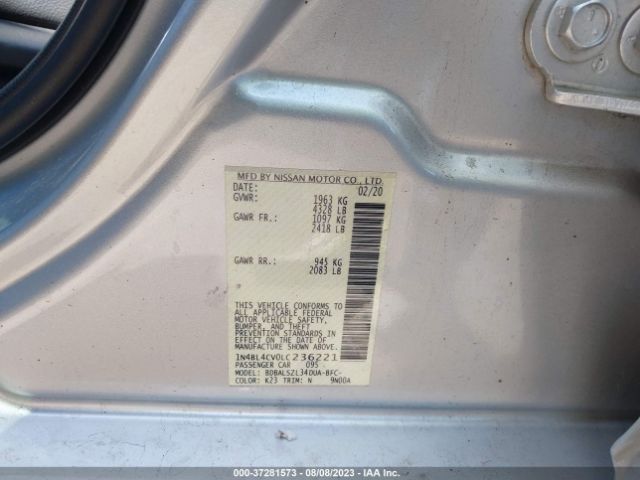 MFD BY NISSAN MOTOR CO., LTD.
DATE: 02/20
GVWR: 1963 KG
4328 LB
GAWR FR.: 1097 KG
2418 LB
GAWR RR.: 945 KG
2083 LB
THIS VEHICLE CONFORMS TO
ALL APPLICABLE FEDERAL
MOTOR VEHICLE SAFETY,
BUMPER, AND THEFT
PREVENTION STANDARDS
IN EFFECT ON THE DATE OF
MANUFACTURE SHOWN ABOVE.
1N4BL4CV0LC236221
PASSENGER CAR 095
MODEL: BDBALSZL34DUA-BFC-
COLOR: K23 TRIM: N 9N00A
000-37281573 — 08/08/2023 — IAA Inc.